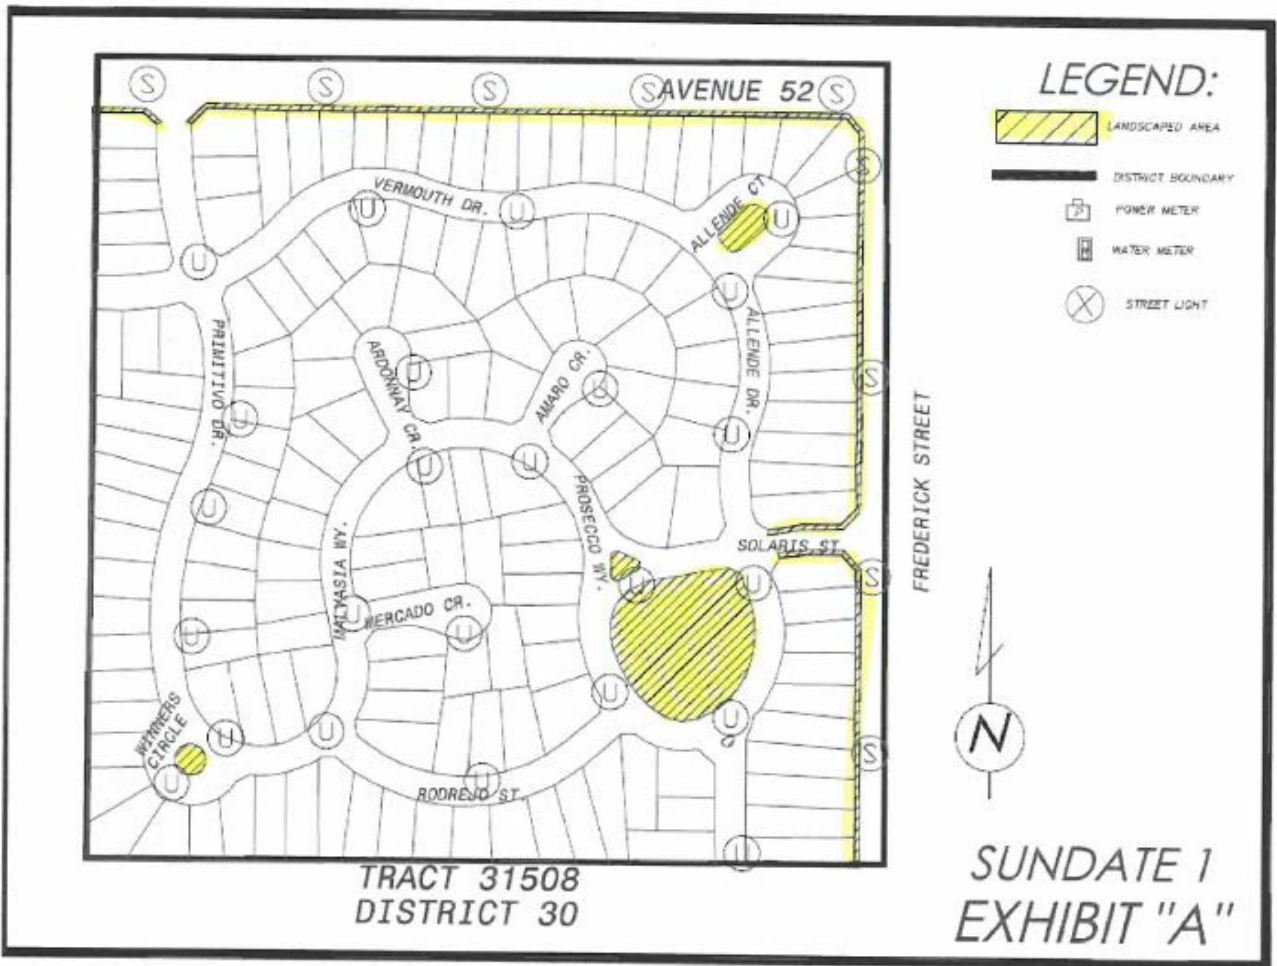 S
S
S
S
AVENUE 52
S
LEGEND:
LANDSCAPED AREA
DISTRICT BOUNDARY
P
POWER METER
M
WATER METER
X
STREET LIGHT
S
VERMOUTH DR.
U
U
ALLENDE CT
U
U
U
PRIMITIVO DR.
ARDONNAY CR.
U
AMARO CR.
U
ALLENDE DR.
S
FREDERICK STREET
U
U
U
U
U
PROSECCO WY.
MALVASIA WY.
SOLARIS ST.
S
U
U
U
MERCADO CR.
U
U
U
U
WINNERS
CIRCLE
U
U
U
S
N
U
RODREJO ST.
U
U
TRACT 31508
DISTRICT 30
SUNDATE 1
EXHIBIT "A"